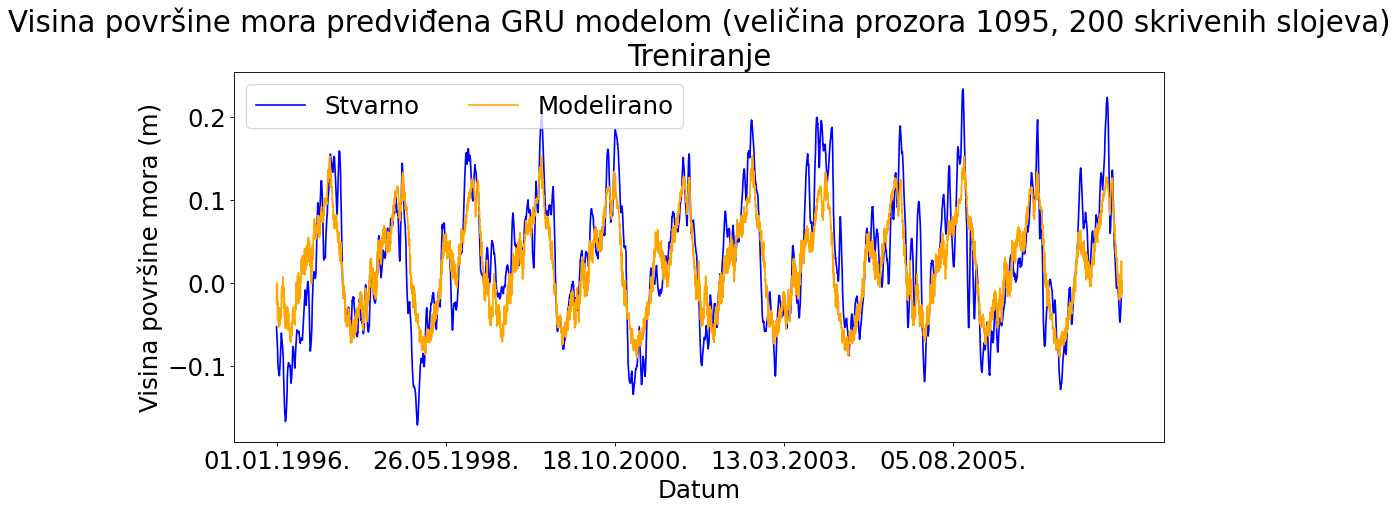 Visina površine mora predviđena GRU modelom (veličina prozora 1095, 200 skrivenih slojeva)
Treniranje
Stvarno Modelirano
Visina površine mora (m)
0.2
0.1
0.0
−0.1
01.01.1996. 26.05.1998. 18.10.2000. 13.03.2003. 05.08.2005.
Datum